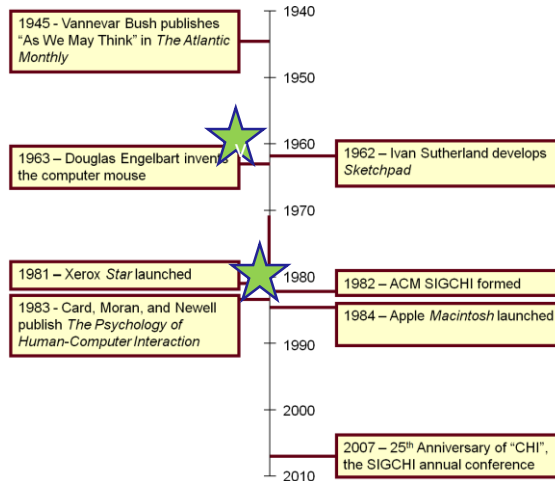 1940
1945 - Vannevar Bush publishes
“As We May Think” in The Atlantic
Monthly
1950
1960
1963 – Douglas Engelbart invents
the computer mouse
1962 – Ivan Sutherland develops
Sketchpad
1970
1981 – Xerox Star launched
1980
1982 – ACM SIGCHI formed
1983 – Card, Moran, and Newell
publish The Psychology of
Human-Computer Interaction
1984 – Apple Macintosh launched
1990
2000
2007 – 25th Anniversary of “CHI”,
the SIGCHI annual conference
2010